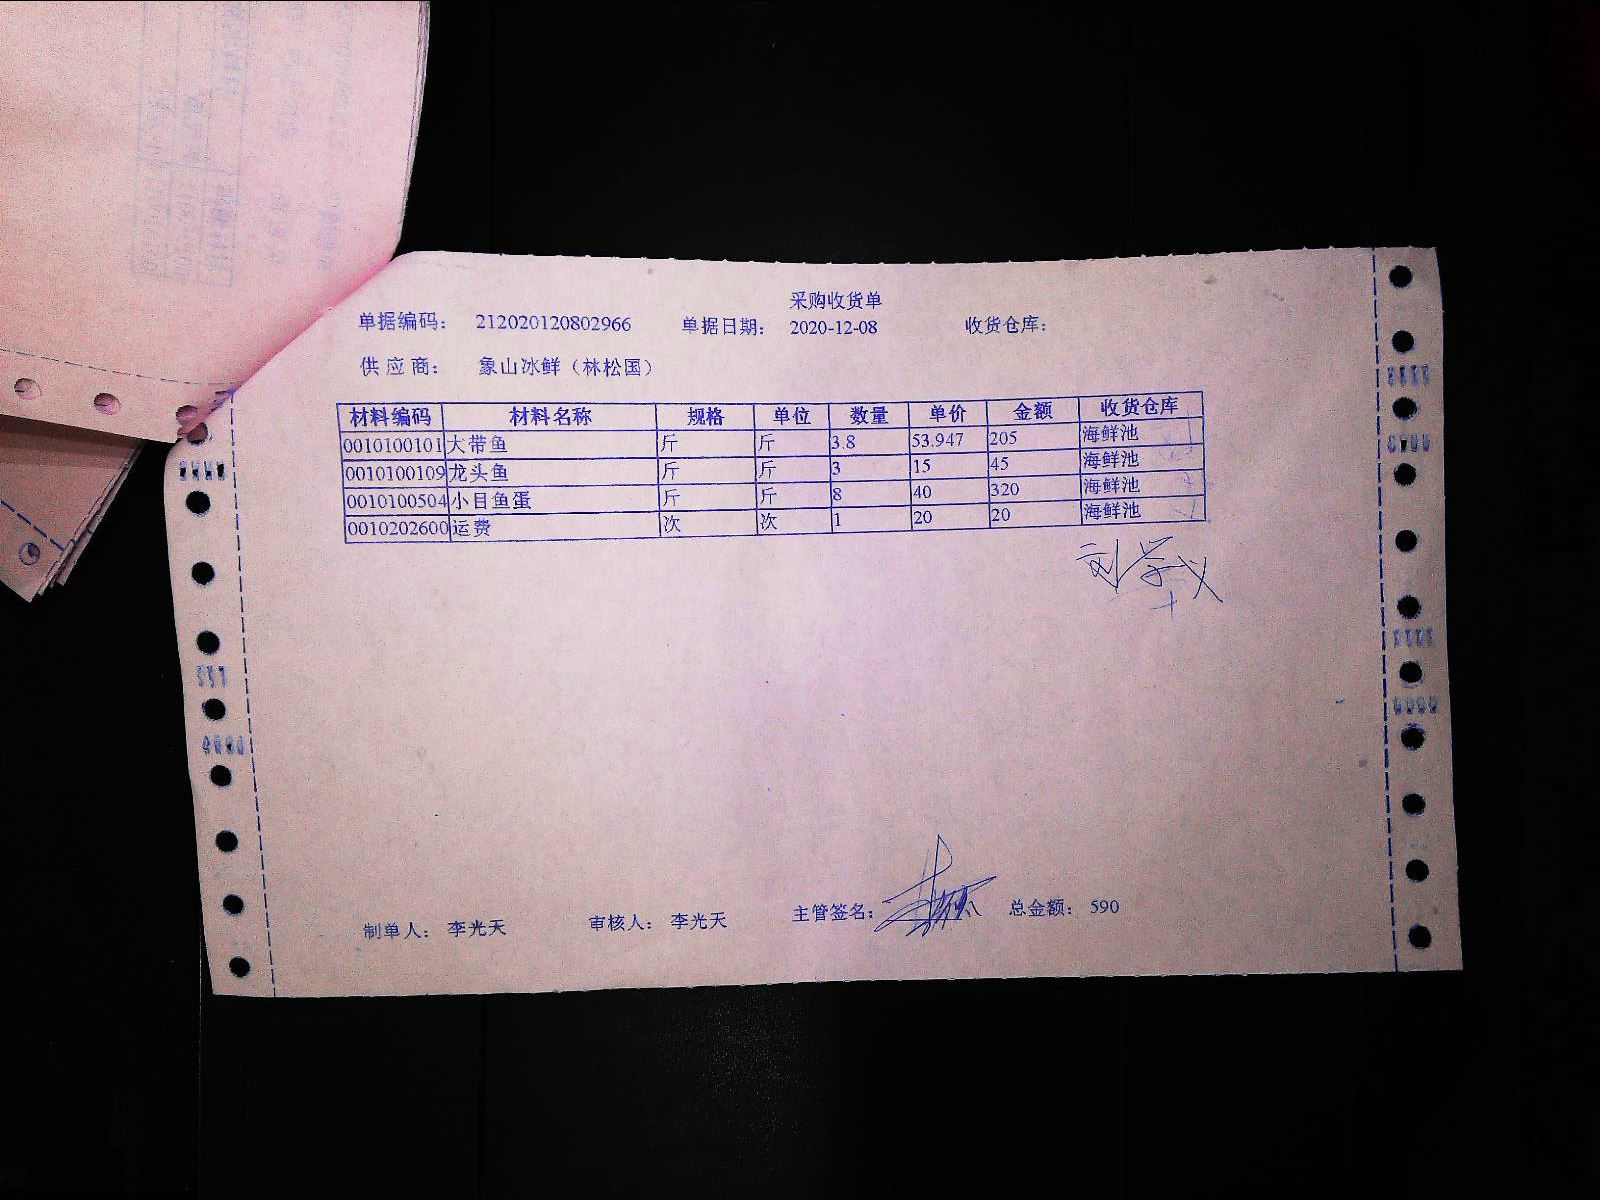 采购收货单
单据编码: 212020120802966 单据日期: 2020-12-08 收货仓库:
供应商: 象山冰鲜（林松国）
材料编码 材料名称 规格 单位 数量 单价 金额 收货仓库
0010100101 大带鱼 斤 斤 3.8 53.947 205 海鲜池
0010100109 龙头鱼 斤 斤 3 15 45 海鲜池
0010100504 小目鱼蛋 斤 斤 8 40 320 海鲜池
0010202600 运费 次 次 1 20 20 海鲜池
制单人: 李光天 审核人: 李光天 主管签名: 总金额: 590